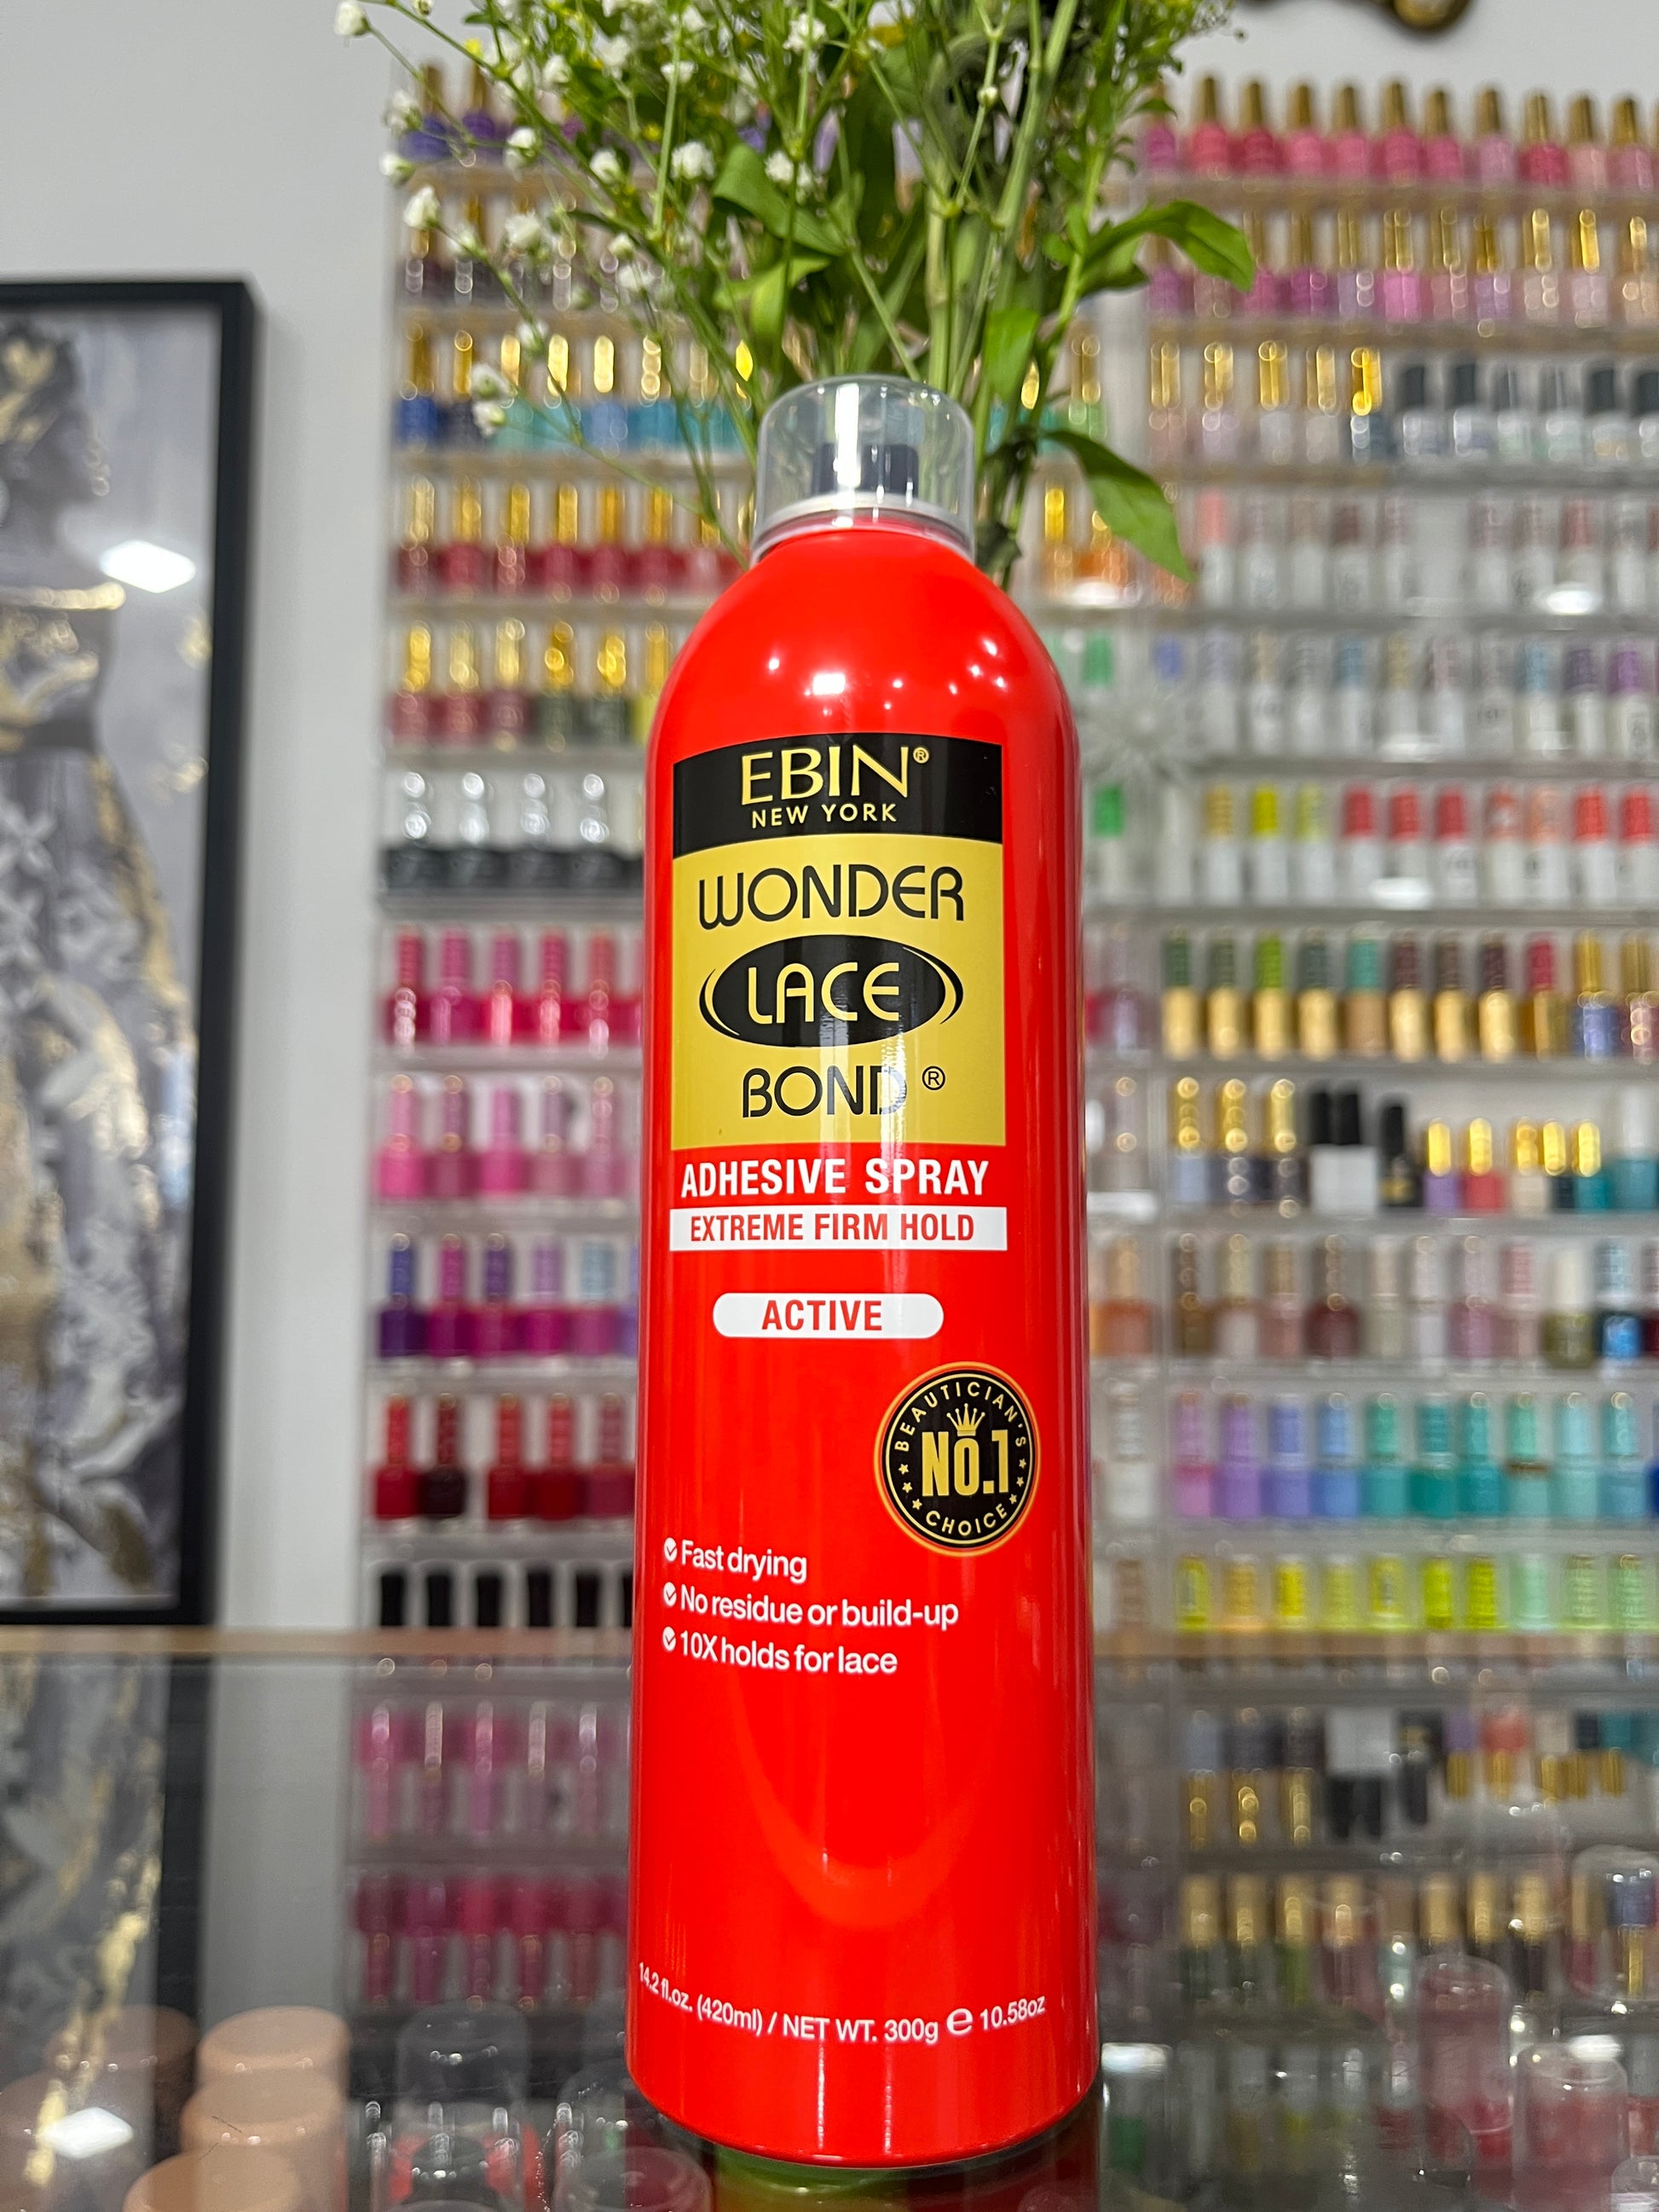 EBIN®
NEW YORK
WONDER
LACE
BOND®
ADHESIVE SPRAY
EXTREME FIRM HOLD
ACTIVE
BEAUTICIAN'S
NO.1
CHOICE
Fast drying
No residue or build-up
10X holds for lace
14.2 fl.oz. (420ml) / NET WT. 300g ℮ 10.58oz